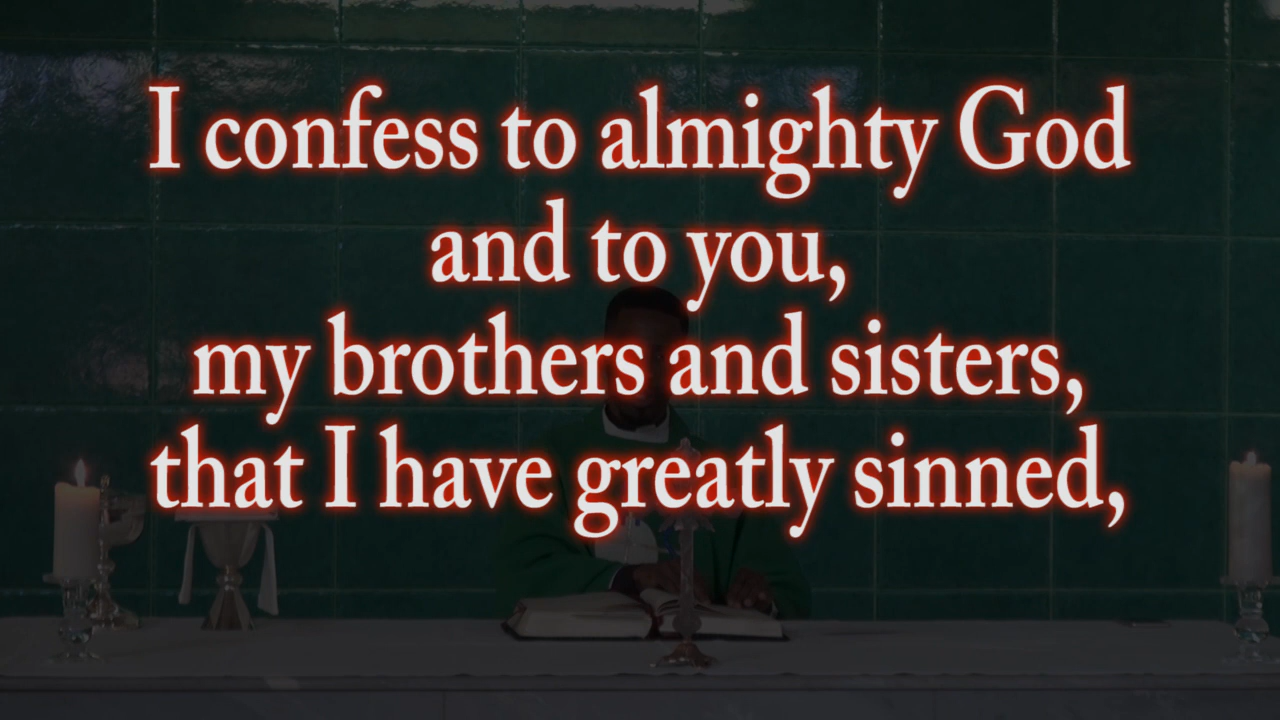 I confess to almighty God
and to you,
my brothers and sisters,
that I have greatly sinned,